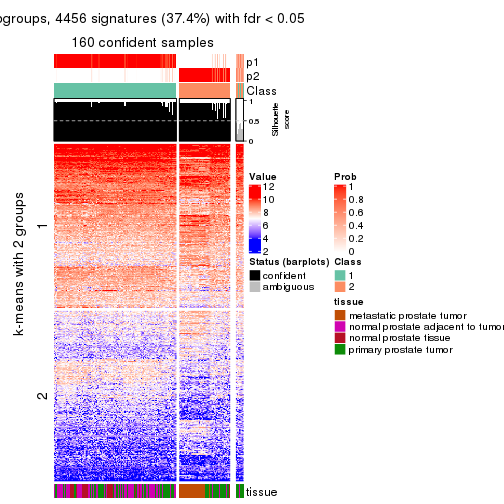 ogroups, 4456 signatures (37.4%) with fdr < 0.05
160 confident samples
p1
p2
Class
1
0.5
0
Silhouette
score
k-means with 2 groups
1
2
Value
12
10
8
6
4
2
Prob
1
0.8
0.6
0.4
0.2
0
Status (barplots)
confident
ambiguous
Class
1
2
tissue
metastatic prostate tumor
normal prostate adjacent to tumor
normal prostate tissue
primary prostate tumor
tissue